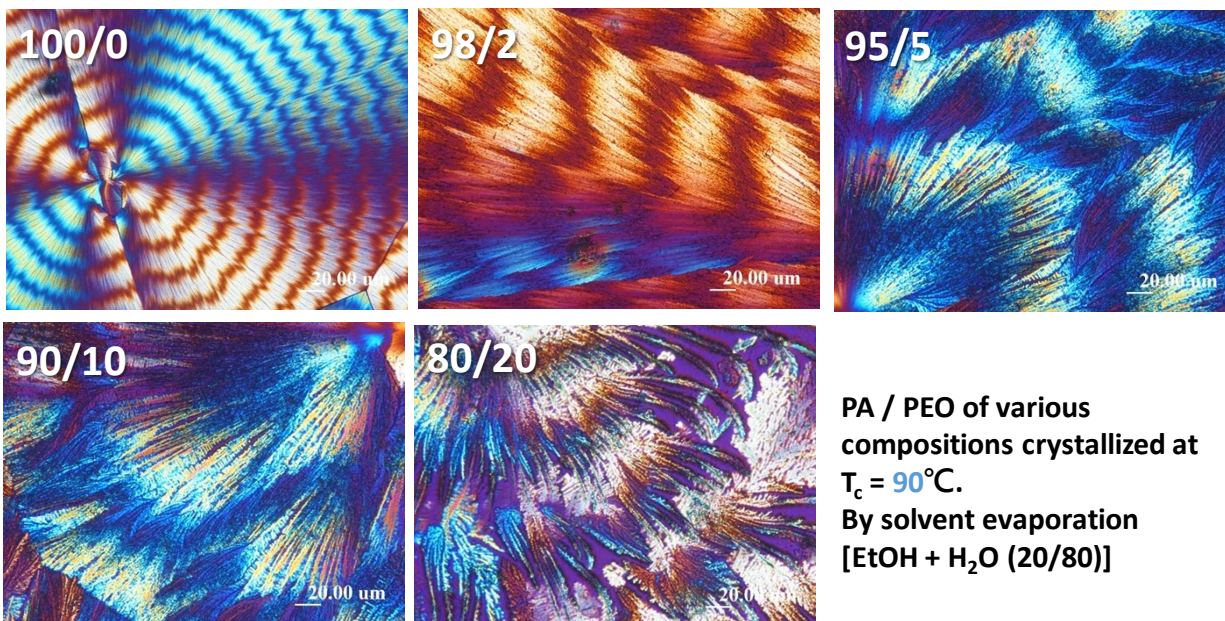 100/0
20.00 um
98/2
20.00 um
95/5
20.00 um
90/10
20.00 um
80/20
20.00 um
PA / PEO of various
compositions crystallized at
Tc = 90℃.
By solvent evaporation
[EtOH + H2O (20/80)]